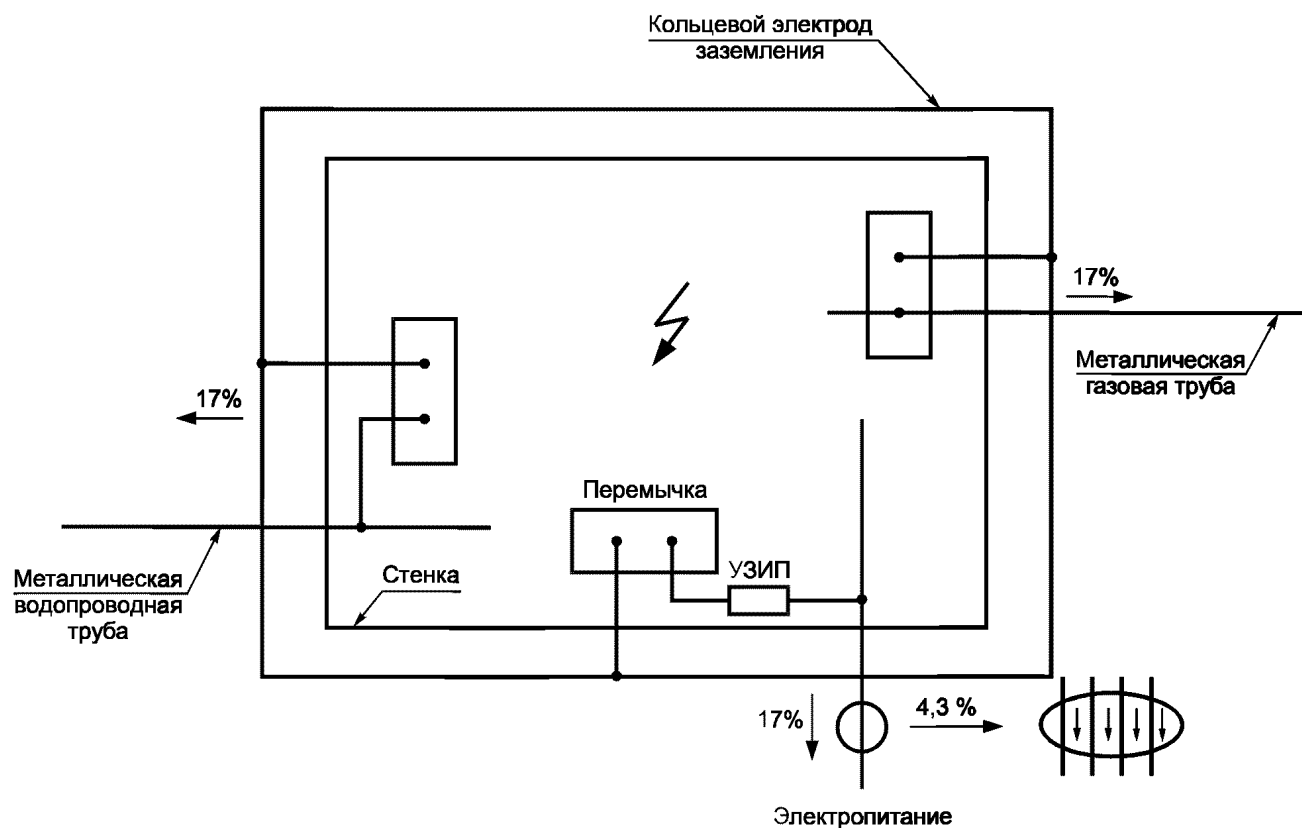 Кольцевой электрод
заземления
17%
Металлическая
газовая труба
17%
Перемычка
УЗИП
Стенка
Металлическая
водопроводная
труба
17%
4,3 %
Электропитание